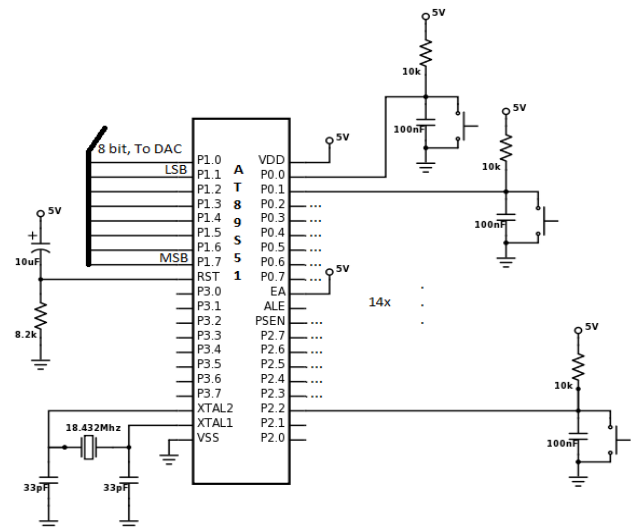 5V
10k
100nF
5V
10k
100nF
5V
8 bit, To DAC
LSB
MSB
5V
+
10uF
8.2k
AT89S51
P1.0
P1.1
P1.2
P1.3
P1.4
P1.5
P1.6
P1.7
RST
P3.0
P3.1
P3.2
P3.3
P3.4
P3.5
P3.6
P3.7
XTAL2
XTAL1
VSS
VDD
P0.0
P0.1
P0.2 ...
P0.3 ...
P0.4 ...
P0.5 ...
P0.6 ...
P0.7 ...
EA
ALE
PSEN ...
P2.7 ...
P2.6 ...
P2.5 ...
P2.4 ...
P2.3 ...
P2.2
P2.1
P2.0
5V
14x
18.432Mhz
33pF
33pF
5V
10k
100nF